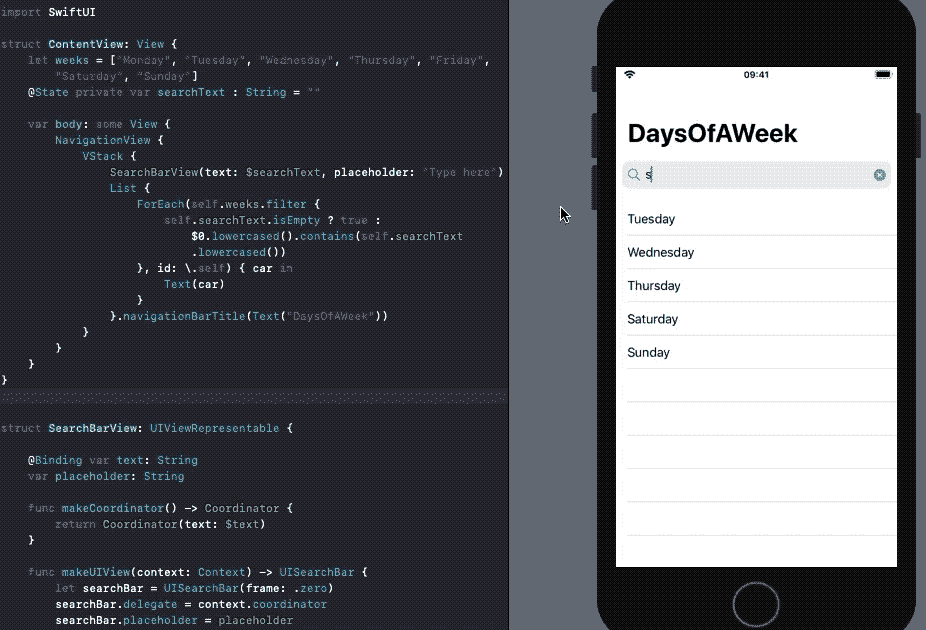 import SwiftUI
struct ContentView: View {
let weeks = ["Monday", "Tuesday", "Wednesday", "Thursday", "Friday",
"Saturday", "Sunday"]
@State private var searchText : String = ""
var body: some View {
NavigationView {
VStack {
SearchBarView(text: $searchText, placeholder: "Type here")
List {
ForEach(self.weeks.filter {
self.searchText.isEmpty ? true :
$0.lowercased().contains(self.searchText
.lowercased())
}, id: \.self) { car in
Text(car)
}
}.navigationBarTitle(Text("DaysOfAWeek"))
}
}
}
}
struct SearchBarView: UIViewRepresentable {
@Binding var text: String
var placeholder: String
func makeCoordinator() -> Coordinator {
return Coordinator(text: $text)
}
func makeUIView(context: Context) -> UISearchBar {
let searchBar = UISearchBar(frame: .zero)
searchBar.delegate = context.coordinator
searchBar.placeholder = placeholder
09:41
DaysOfAWeek
s
Tuesday
Wednesday
Thursday
Saturday
Sunday